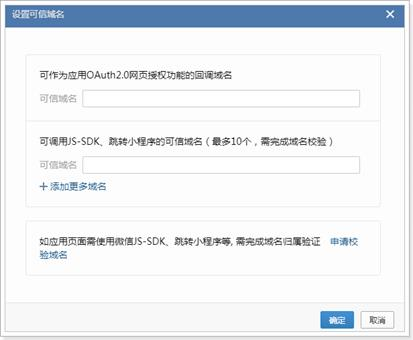 设置可信域名
可作为应用OAuth2.0网页授权功能的回调域名
可信域名
可调用JS-SDK、跳转小程序的可信域名（最多10个，需完成域名校验）
可信域名
+添加更多域名
如应用页面需使用微信JS-SDK、跳转小程序等, 需完成域名归属验证 申请校
验域名
确定 取消